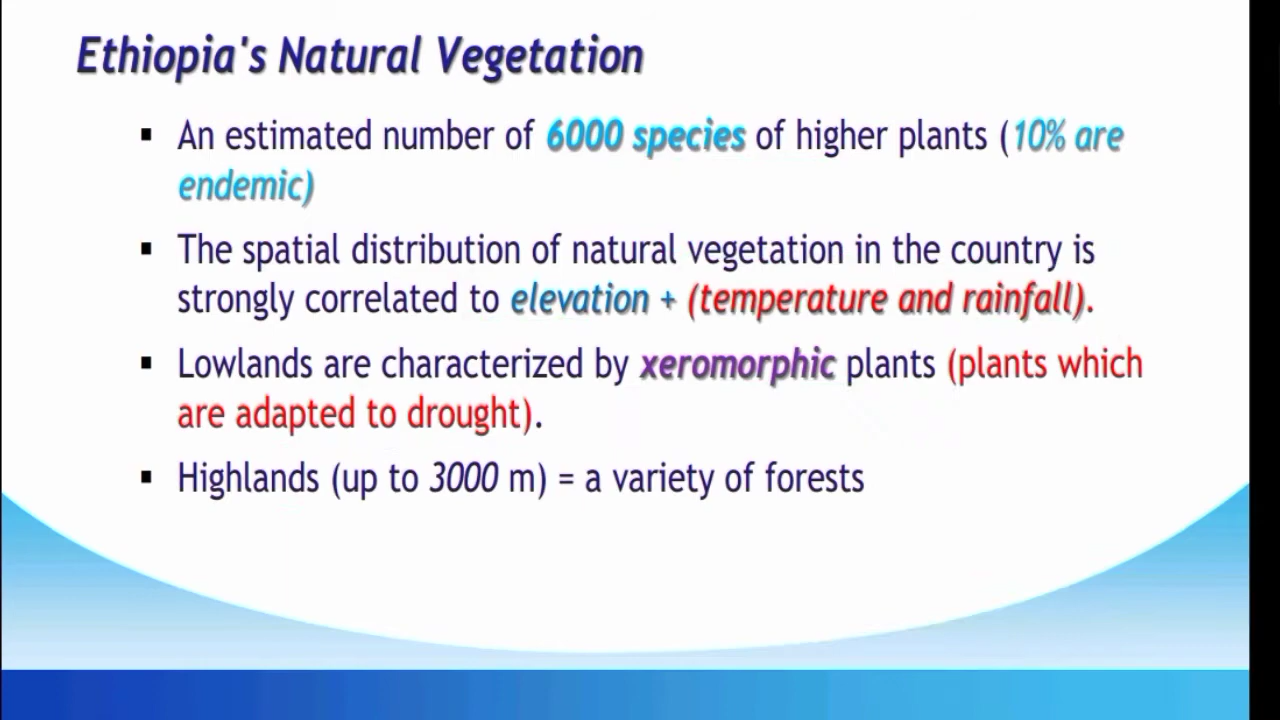 Ethiopia's Natural Vegetation
▪ An estimated number of 6000 species of higher plants (10% are
endemic)
▪ The spatial distribution of natural vegetation in the country is
strongly correlated to elevation + (temperature and rainfall).
▪ Lowlands are characterized by xeromorphic plants (plants which
are adapted to drought).
▪ Highlands (up to 3000 m) = a variety of forests